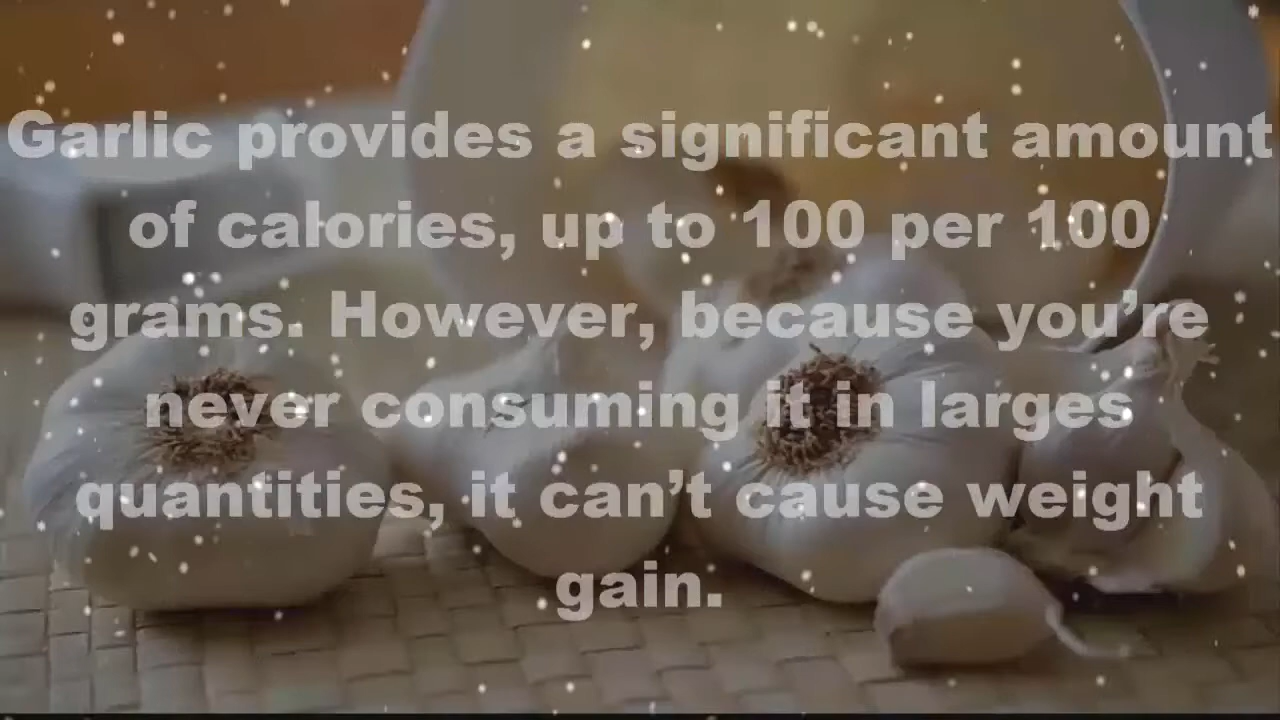 Garlic provides a significant amount
of calories, up to 100 per 100
grams. However, because you’re
never consuming it in larges
quantities, it can’t cause weight
gain.